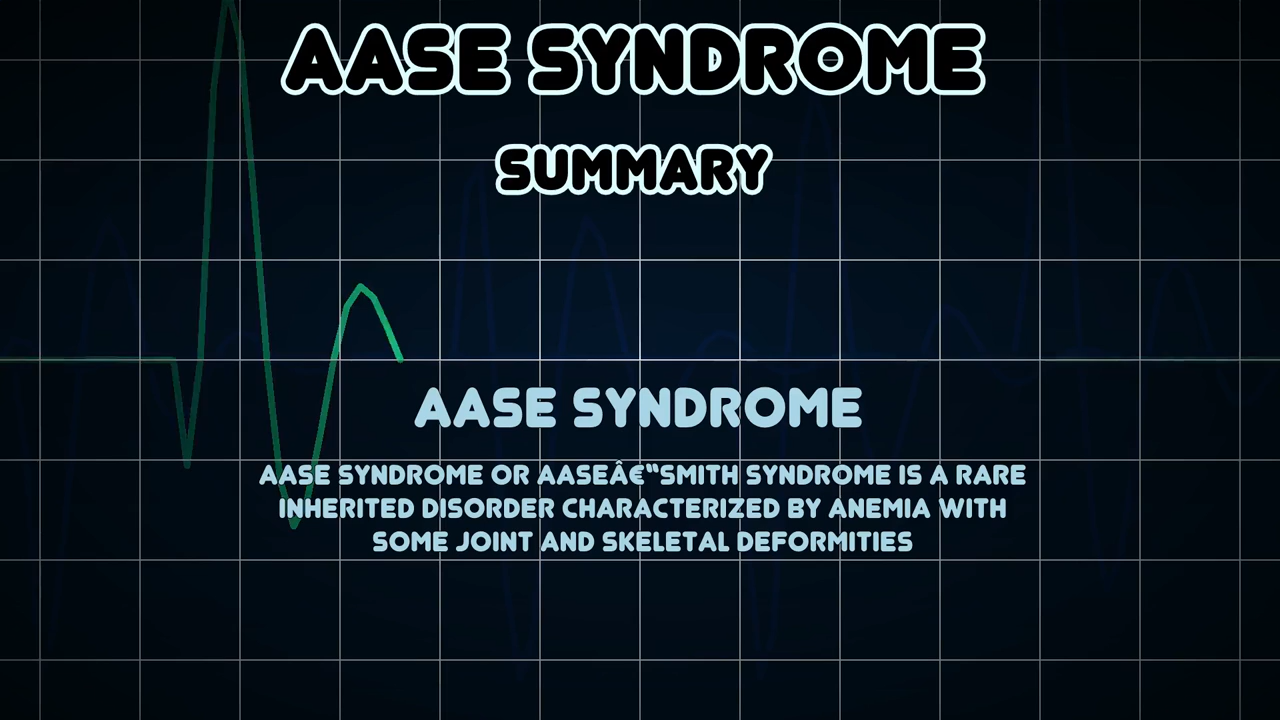 AASE SYNDROME
SUMMARY
AASE SYNDROME
AASE SYNDROME OR AASEÂ€“SMITH SYNDROME IS A RARE
INHERITED DISORDER CHARACTERIZED BY ANEMIA WITH
SOME JOINT AND SKELETAL DEFORMITIES